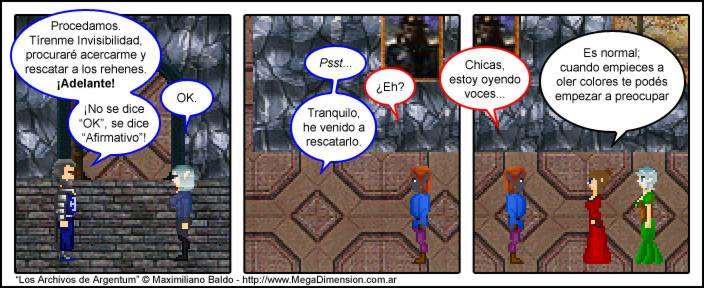 Procedamos.
Tírenme Invisibilidad,
procuraré acercarme y
rescatar a los rehenes.
¡Adelante!
¡No se dice
“OK”, se dice
“Afirmativo”!
OK.
Psst...
¿Eh?
Tranquilo,
he venido a
rescatarlo.
Chicas,
estoy oyendo
voces...
Es normal;
cuando empieces a
oler colores te podés
empezar a preocupar
“Los Archivos de Argentum” © Maximiliano Baldo - http://www.MegaDimension.com.ar